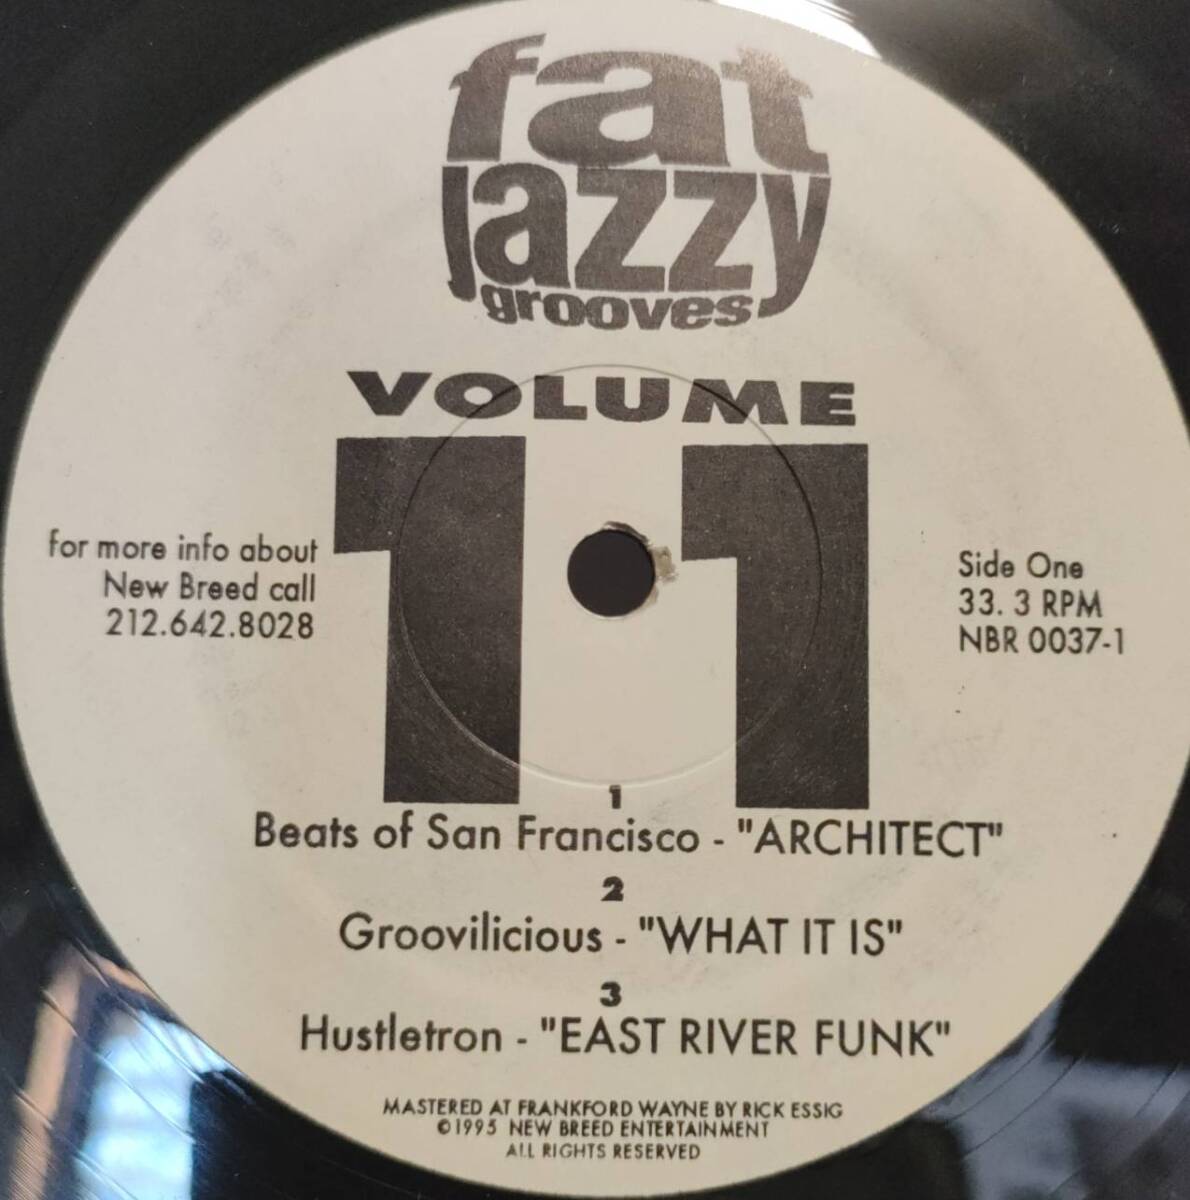 fat
jazzy
grooves
VOLUME
11
for more info about
New Breed call
212.642.8028
Side One
33.3 RPM
NBR 0037-1
1
Beats of San Francisco - "ARCHITECT"
2
Groovilicious - "WHAT IT IS"
3
Hustletron - "EAST RIVER FUNK"
MASTERED AT FRANKFORD WAYNE BY RICK ESSIG
©1995 NEW BREED ENTERTAINMENT
ALL RIGHTS RESERVED